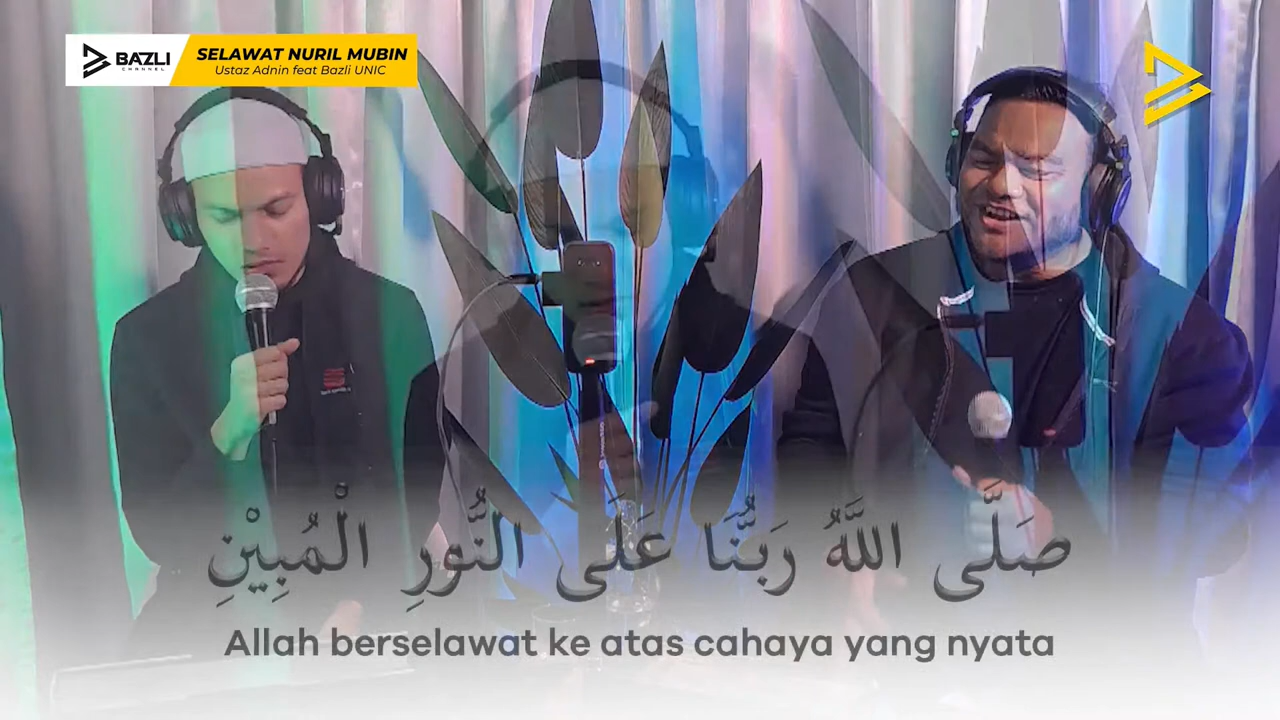 BAZLI
CHANNEL
SELAWAT NURIL MUBIN
Ustaz Adnin feat Bazli UNIC
صَلَّى اللَّهُ رَبُّنَا عَلَى النُّورِ الْمُبِيْنِ
Allah berselawat ke atas cahaya yang nyata